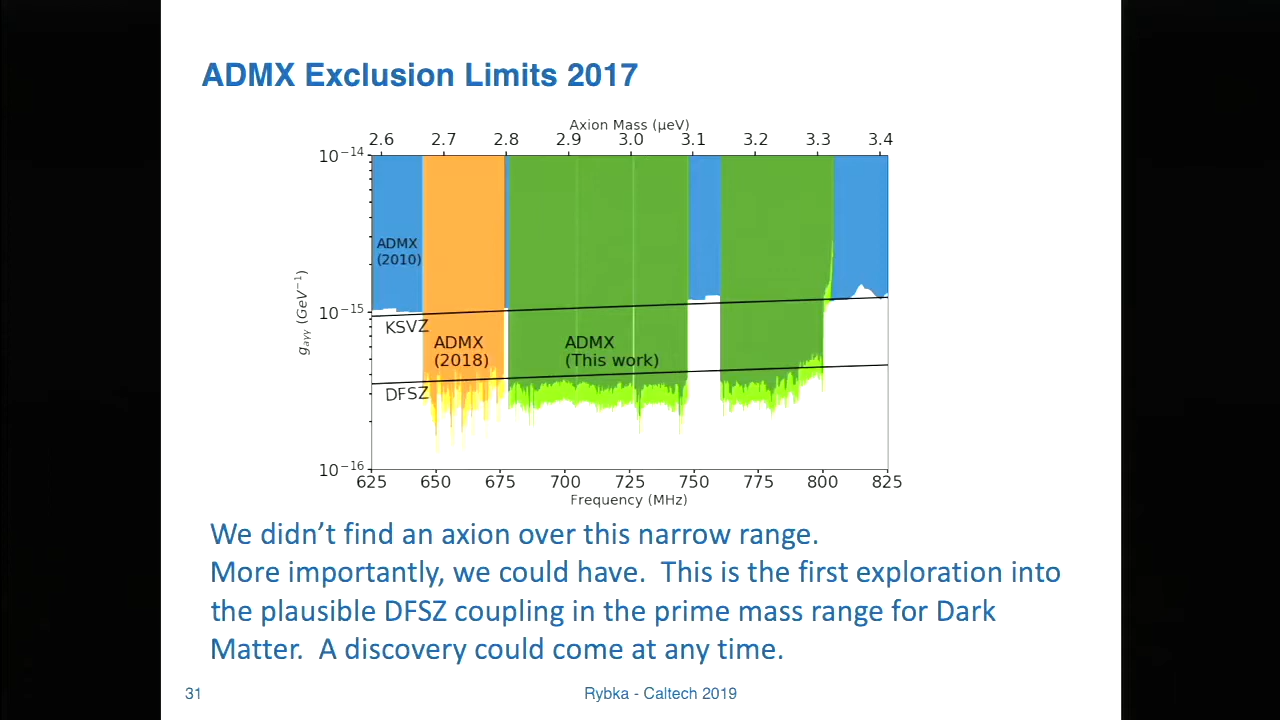 ADMX Exclusion Limits 2017
Axion Mass (μeV)
2.6 2.7 2.8 2.9 3.0 3.1 3.2 3.3 3.4
10⁻¹⁴
ADMX
(2010)
10⁻¹⁵
KSVZ
g_aγγ (GeV⁻¹)
ADMX
(2018)
ADMX
(This work)
DFSZ
10⁻¹⁶
625 650 675 700 725 750 775 800 825
Frequency (MHz)
We didn’t find an axion over this narrow range.
More importantly, we could have. This is the first exploration into
the plausible DFSZ coupling in the prime mass range for Dark
Matter. A discovery could come at any time.
31
Rybka - Caltech 2019